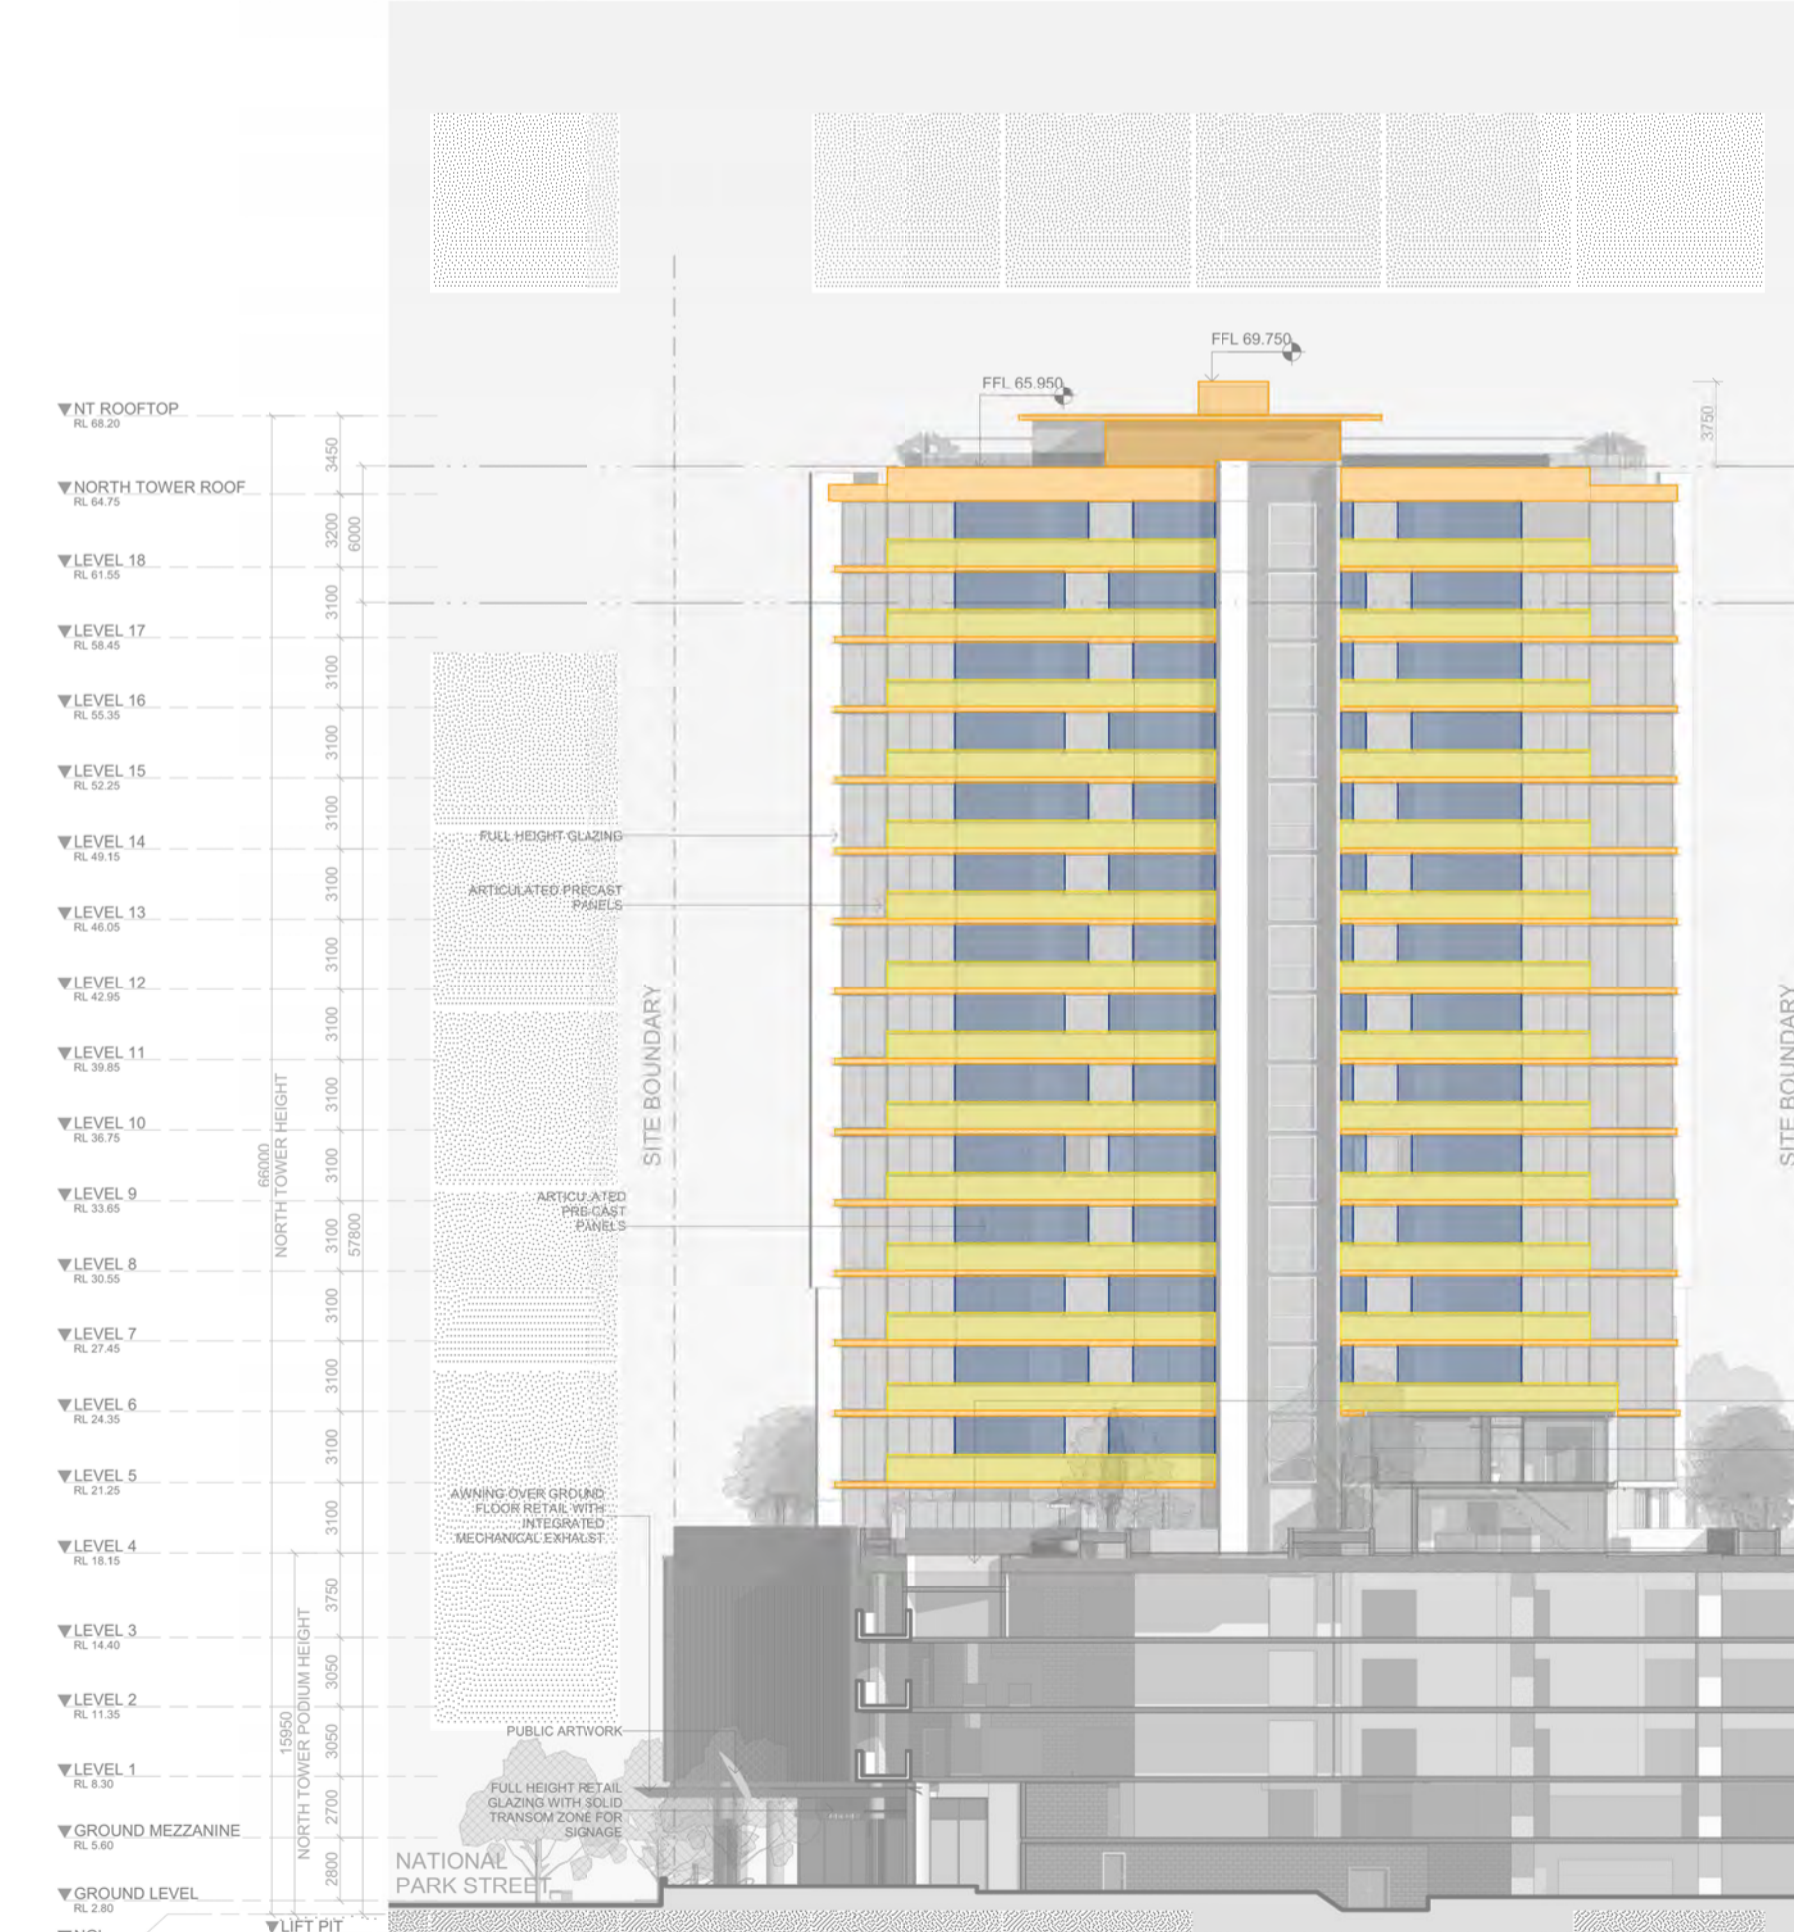 FFL 69.750
FFL 65.950
3750
NT ROOFTOP
RL 68.20
3450
NORTH TOWER ROOF
RL 64.75
3200
6000
LEVEL 18
RL 61.55
3100
LEVEL 17
RL 58.45
3100
LEVEL 16
RL 55.35
3100
LEVEL 15
RL 52.25
3100
LEVEL 14
RL 49.15
3100
LEVEL 13
RL 46.05
3100
LEVEL 12
RL 42.95
3100
LEVEL 11
RL 39.85
3100
LEVEL 10
RL 36.75
3100
LEVEL 9
RL 33.65
3100
LEVEL 8
RL 30.55
3100
LEVEL 7
RL 27.45
3100
LEVEL 6
RL 24.35
3100
LEVEL 5
RL 21.25
3100
LEVEL 4
RL 18.15
3750
LEVEL 3
RL 14.40
3050
LEVEL 2
RL 11.35
3050
LEVEL 1
RL 8.30
2700
GROUND MEZZANINE
RL 5.60
2800
GROUND LEVEL
RL 2.80
LIFT PIT
66000
NORTH TOWER HEIGHT
57800
15950
NORTH TOWER PODIUM HEIGHT
FULL HEIGHT GLAZING
ARTICULATED PRECAST
PANELS
SITE BOUNDARY
SITE BOUNDARY
ARTICULATED
PRE-CAST
PANELS
AWNING OVER GROUND
FLOOR RETAIL WITH
INTEGRATED
MECHANICAL EXHALST
PUBLIC ARTWORK
FULL HEIGHT RETAIL
GLAZING WITH SOLID
TRANSOM ZONE FOR
SIGNAGE
NATIONAL
PARK STREET